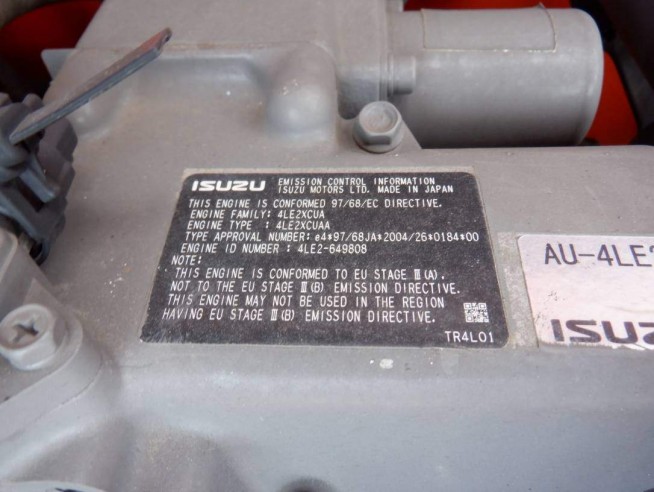 ISUZU EMISSION CONTROL INFORMATION
ISUZU MOTORS LTD. MADE IN JAPAN
THIS ENGINE IS CONFORMED 97/68/EC DIRECTIVE.
ENGINE FAMILY: 4LE2XCUA
ENGINE TYPE : 4LE2XCUAA
TYPE APPROVAL NUMBER: e4*97/68JA*2004/26*0184*00
ENGINE ID NUMBER : 4LE2-649808
NOTE:
THIS ENGINE IS CONFORMED TO EU STAGE Ⅲ (A).
NOT TO THE EU STAGE Ⅲ (B) EMISSION DIRECTIVE.
THIS ENGINE MAY NOT BE USED IN THE REGION
HAVING EU STAGE Ⅲ (B) EMISSION DIRECTIVE.
TR4L01
AU-4LE2
ISUZ